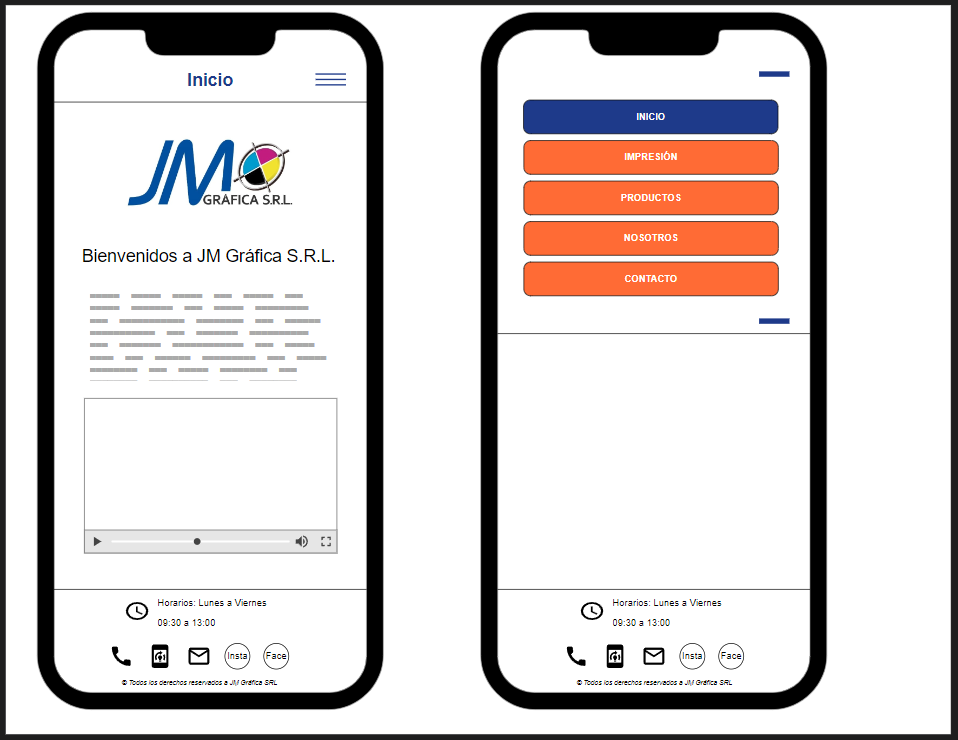 Inicio
JM
GRÁFICA S.R.L.
Bienvenidos a JM Gráfica S.R.L.
Horarios: Lunes a Viernes
09:30 a 13:00
Insta
Face
© Todos los derechos reservados a JM Gráfica SRL
INICIO
IMPRESIÓN
PRODUCTOS
NOSOTROS
CONTACTO
Horarios: Lunes a Viernes
09:30 a 13:00
Insta
Face
© Todos los derechos reservados a JM Gráfica SRL